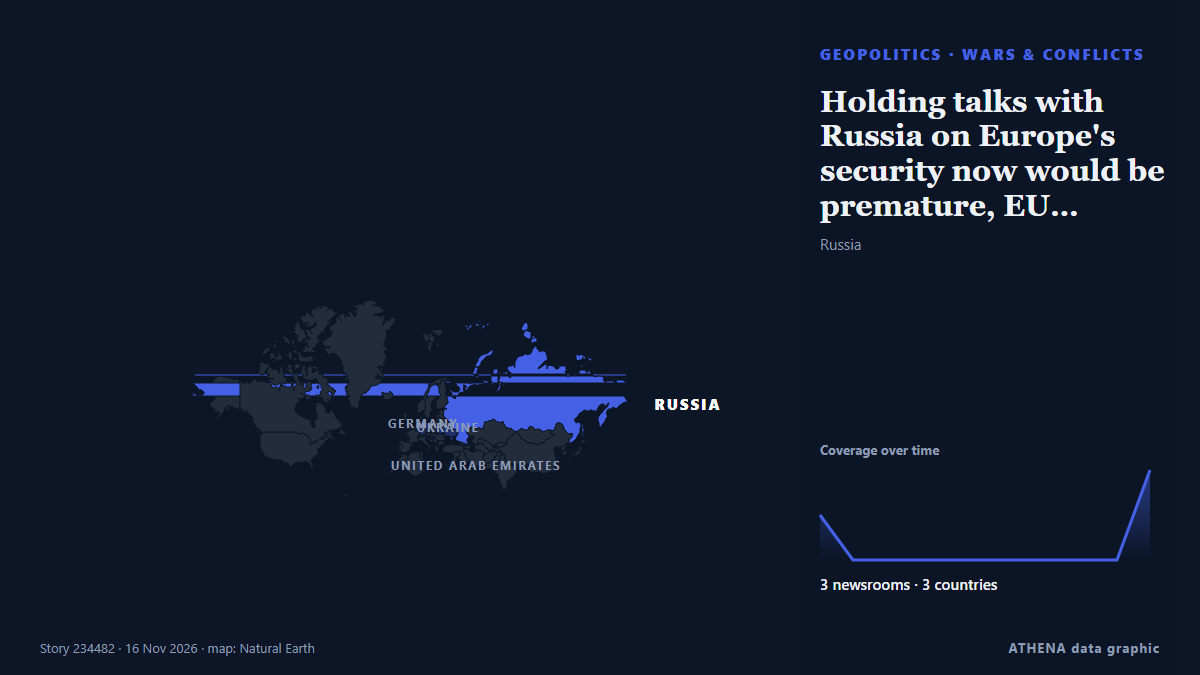 GEOPOLITICS · WARS & CONFLICTS
Holding talks with
Russia on Europe's
security now would be
premature, EU...
Russia
RUSSIA
GERMANY
UKRAINE
UNITED ARAB EMIRATES
Coverage over time
3 newsrooms · 3 countries
Story 234482 · 16 Nov 2026 · map: Natural Earth
ATHENA data graphic